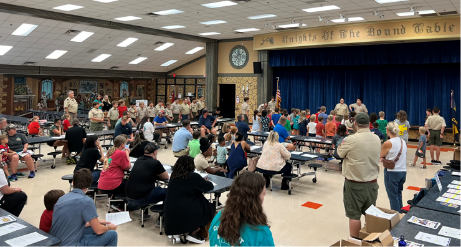 Knights Of The Round Table